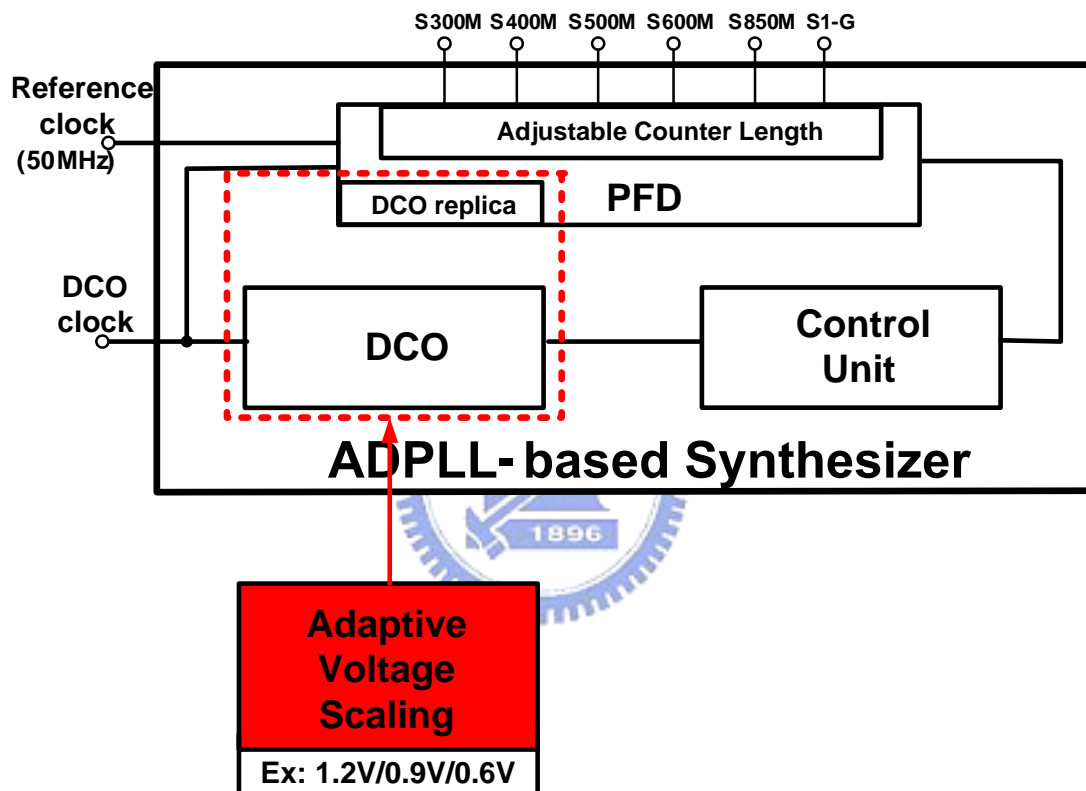 S300M S400M S500M S600M S850M S1-G
Reference
clock
(50MHz)
Adjustable Counter Length
DCO replica
PFD
DCO
clock
DCO
Control
Unit
ADPLL- based Synthesizer
1896
Adaptive
Voltage
Scaling
Ex: 1.2V/0.9V/0.6V